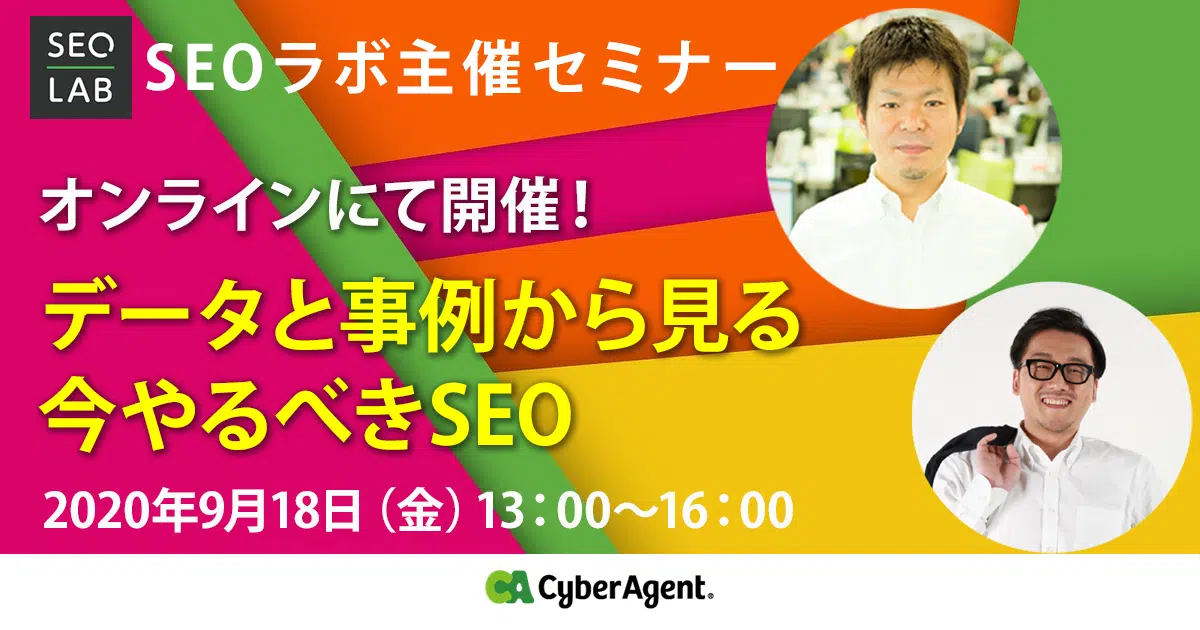 SEO
LAB
SEOラボ主催セミナー
オンラインにて開催！
データと事例から見る
今やるべきSEO
2020年9月18日（金）13：00～16：00
CA CyberAgent®